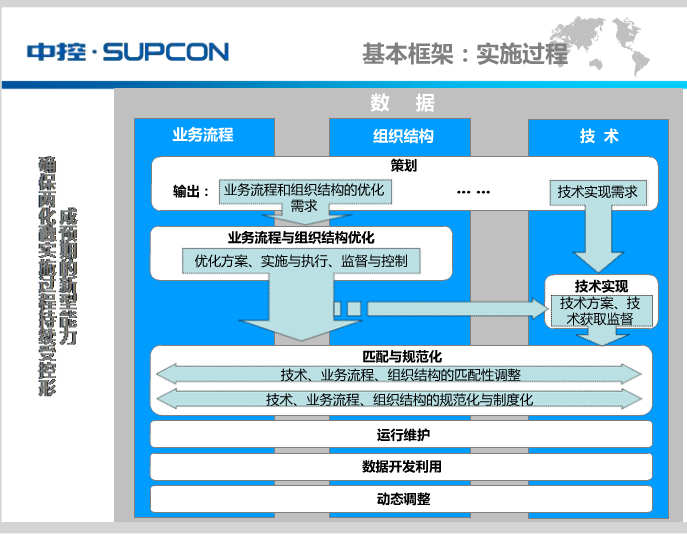 中控·SUPCON
基本框架：实施过程
数 据
业务流程
组织结构
技 术
策划
输出：
业务流程和组织结构的优化
需求
... ...
技术实现需求
业务流程与组织结构优化
优化方案、实施与执行、监督与控制
技术实现
技术方案、技
术获取监督
匹配与规范化
技术、业务流程、组织结构的匹配性调整
技术、业务流程、组织结构的规范化与制度化
运行维护
数据开发利用
动态调整
确保两化融实施过程持续受控形
成预期的新型能力